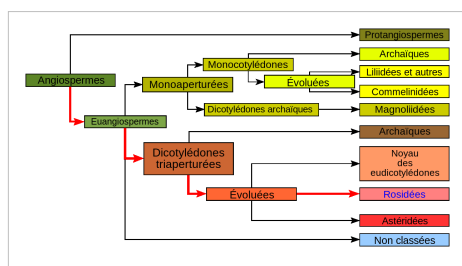 Protangiospermes
Monocotylédones
Archaïques
Angiospermes
Monoaperturées
Évoluées
Liliidées et autres
Commelinidées
Euangiospermes
Dicotylédones archaïques
Magnoliidées
Dicotylédones
triaperturées
Archaïques
Noyau
des
eudicotylédones
Évoluées
Rosidées
Astéridées
Non classées